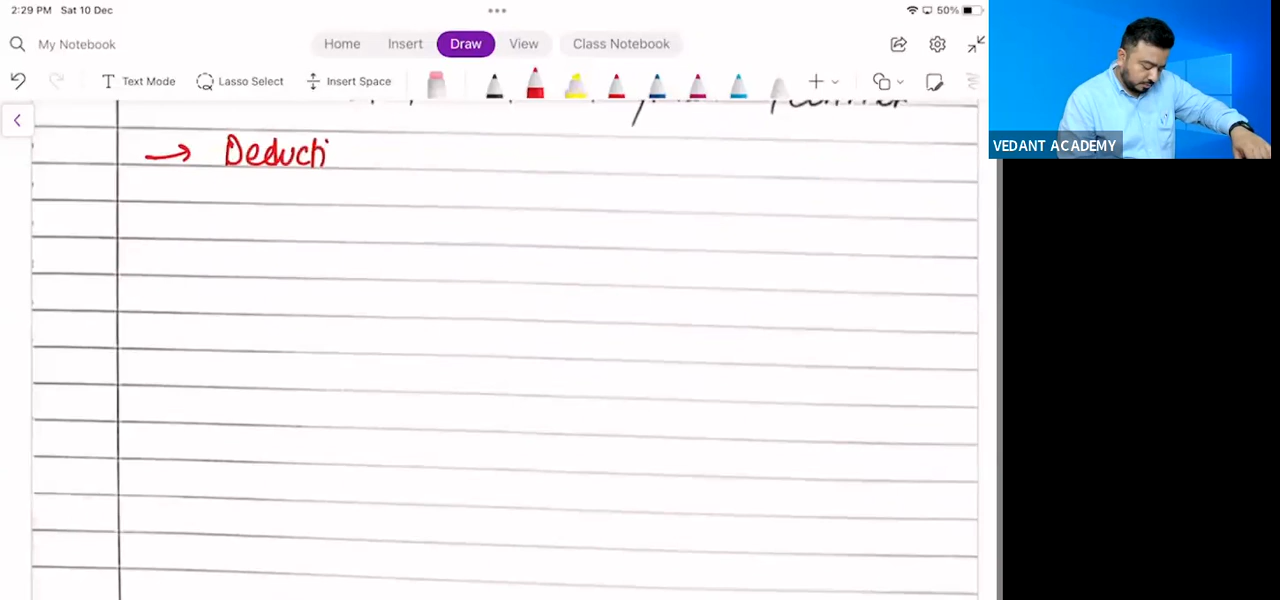 2:29 PM Sat 10 Dec
50%
My Notebook
Home Insert Draw View Class Notebook
Text Mode Lasso Select Insert Space
→ Deducti
VEDANT ACADEMY